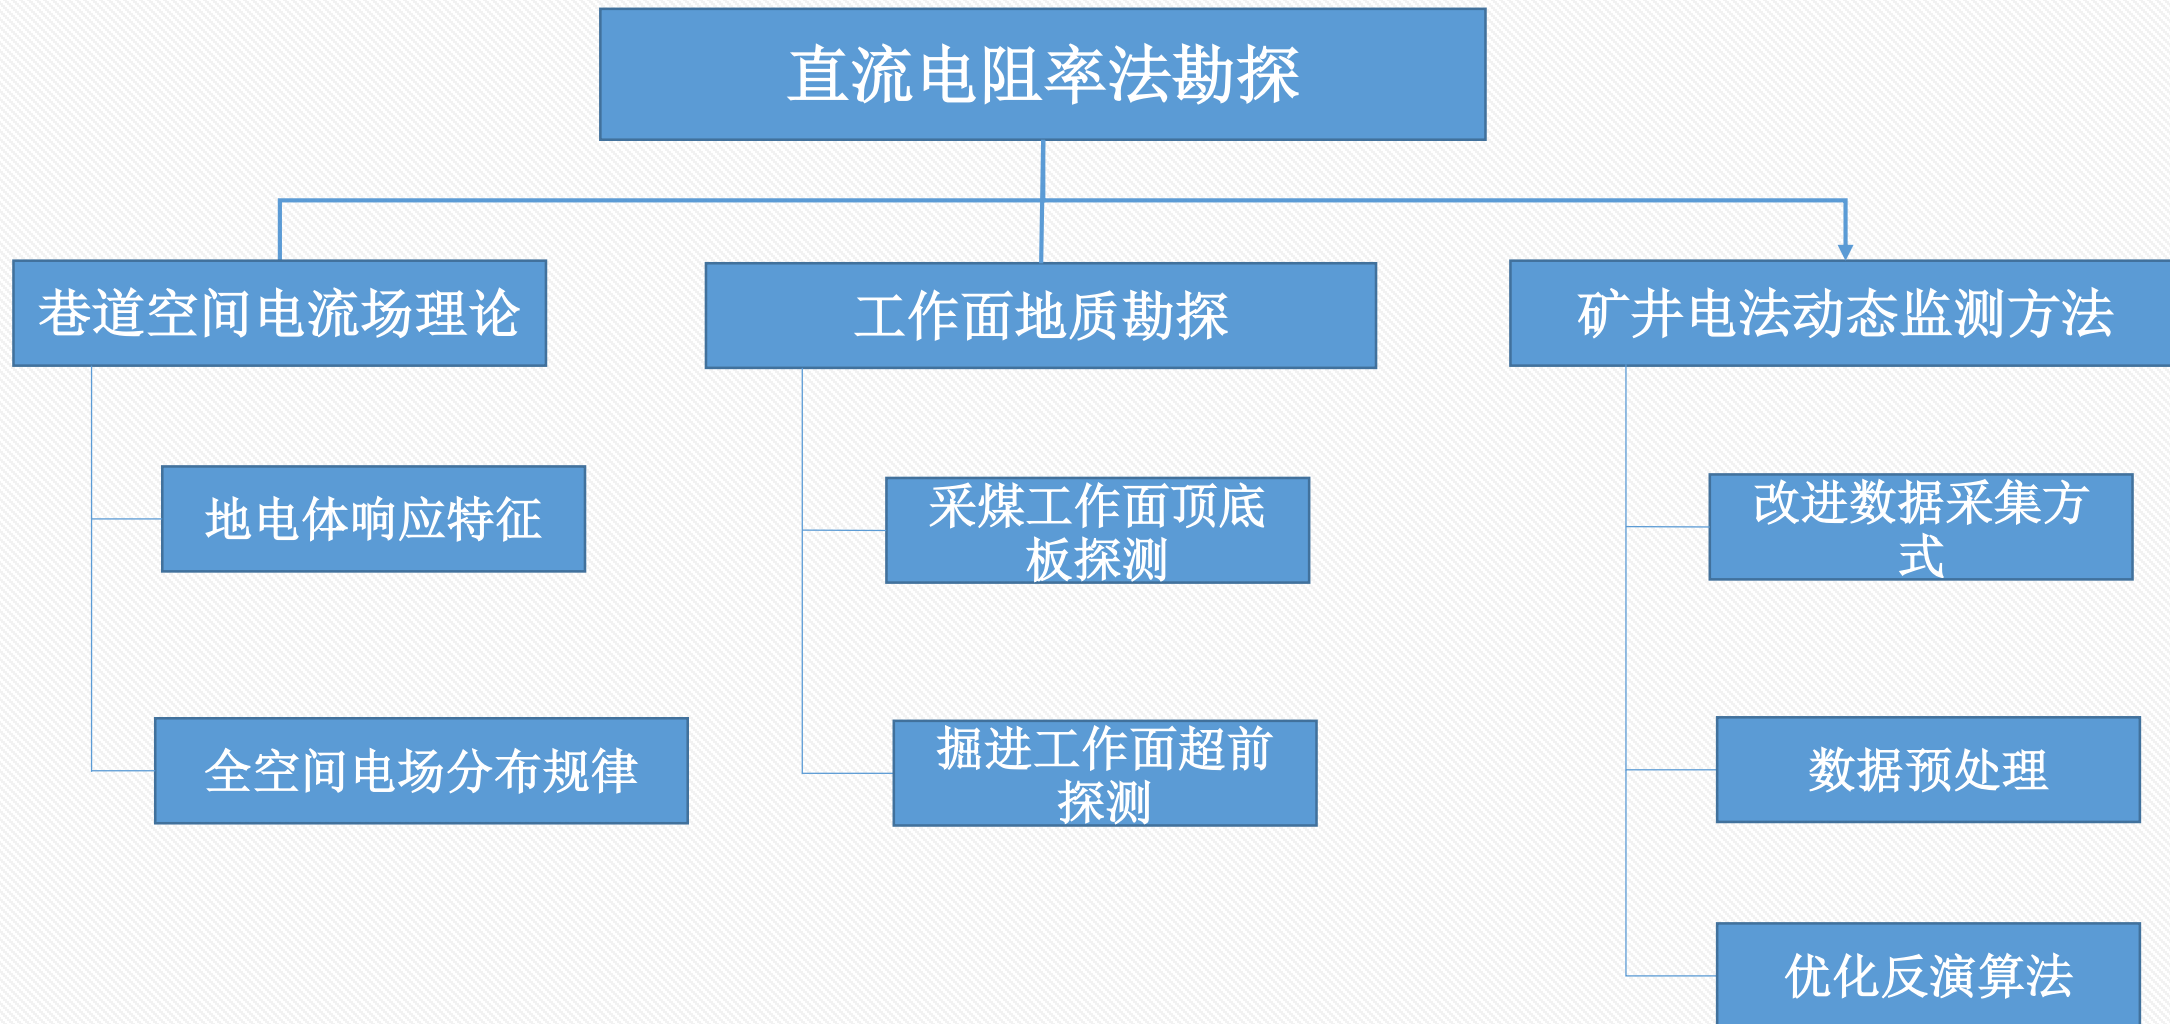 直流电阻率法勘探
巷道空间电流场理论
工作面地质勘探
矿井电法动态监测方法
地电体响应特征
全空间电场分布规律
采煤工作面顶底
板探测
掘进工作面超前
探测
改进数据采集方
式
数据预处理
优化反演算法